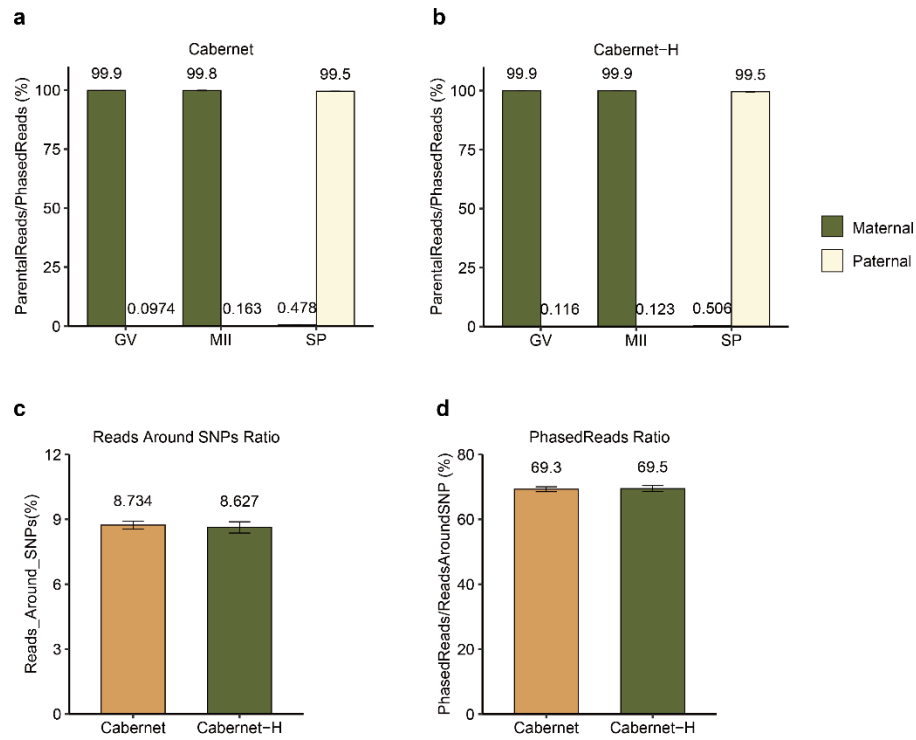 a
Cabernet
ParentalReads/PhasedReads (%)
100
75
50
25
0
99.9
99.8
99.5
0.0974
0.163
0.478
GV
MII
SP
b
Cabernet−H
ParentalReads/PhasedReads (%)
100
75
50
25
0
99.9
99.9
99.5
0.116
0.123
0.506
GV
MII
SP
Maternal
Paternal
c
Reads Around SNPs Ratio
Reads_Around_SNPs(%)
12
9
6
3
0
8.734
8.627
Cabernet
Cabernet−H
d
PhasedReads Ratio
PhasedReads/ReadsAroundSNP (%)
80
60
40
20
0
69.3
69.5
Cabernet
Cabernet−H